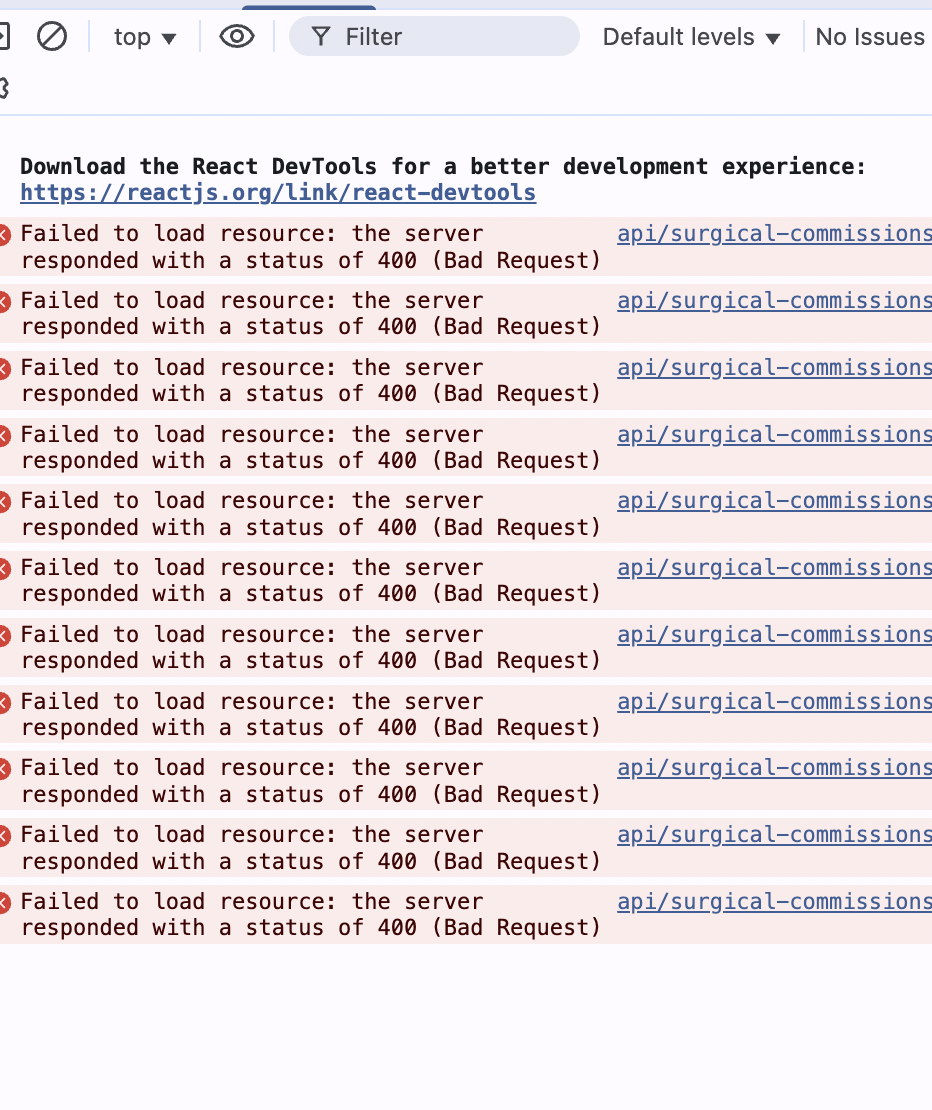 top ▼ Filter Default levels ▼ No Issues
Download the React DevTools for a better development experience:
https://reactjs.org/link/react-devtools
Failed to load resource: the server api/surgical-commissions
responded with a status of 400 (Bad Request)
Failed to load resource: the server api/surgical-commissions
responded with a status of 400 (Bad Request)
Failed to load resource: the server api/surgical-commissions
responded with a status of 400 (Bad Request)
Failed to load resource: the server api/surgical-commissions
responded with a status of 400 (Bad Request)
Failed to load resource: the server api/surgical-commissions
responded with a status of 400 (Bad Request)
Failed to load resource: the server api/surgical-commissions
responded with a status of 400 (Bad Request)
Failed to load resource: the server api/surgical-commissions
responded with a status of 400 (Bad Request)
Failed to load resource: the server api/surgical-commissions
responded with a status of 400 (Bad Request)
Failed to load resource: the server api/surgical-commissions
responded with a status of 400 (Bad Request)
Failed to load resource: the server api/surgical-commissions
responded with a status of 400 (Bad Request)
Failed to load resource: the server api/surgical-commissions
responded with a status of 400 (Bad Request)